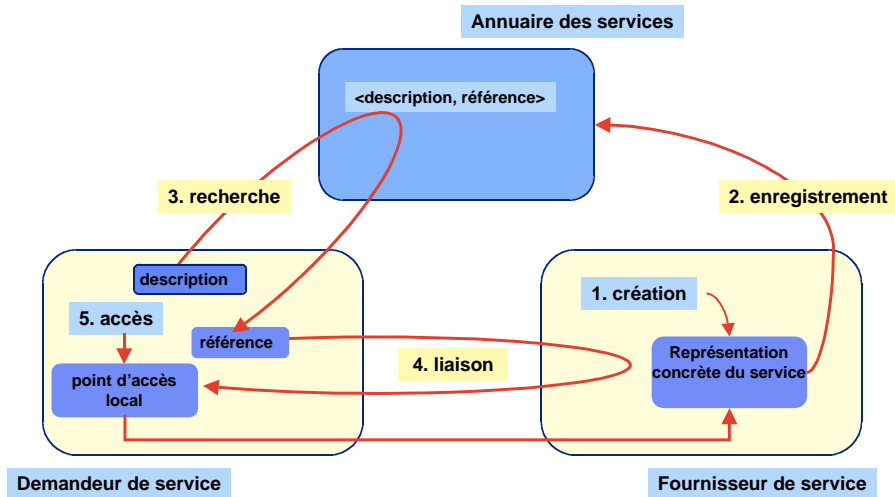 Annuaire des services
<description, référence>
3. recherche
2. enregistrement
description
1. création
5. accès
référence
Représentation
concrète du service
4. liaison
point d'accès
local
Demandeur de service
Fournisseur de service